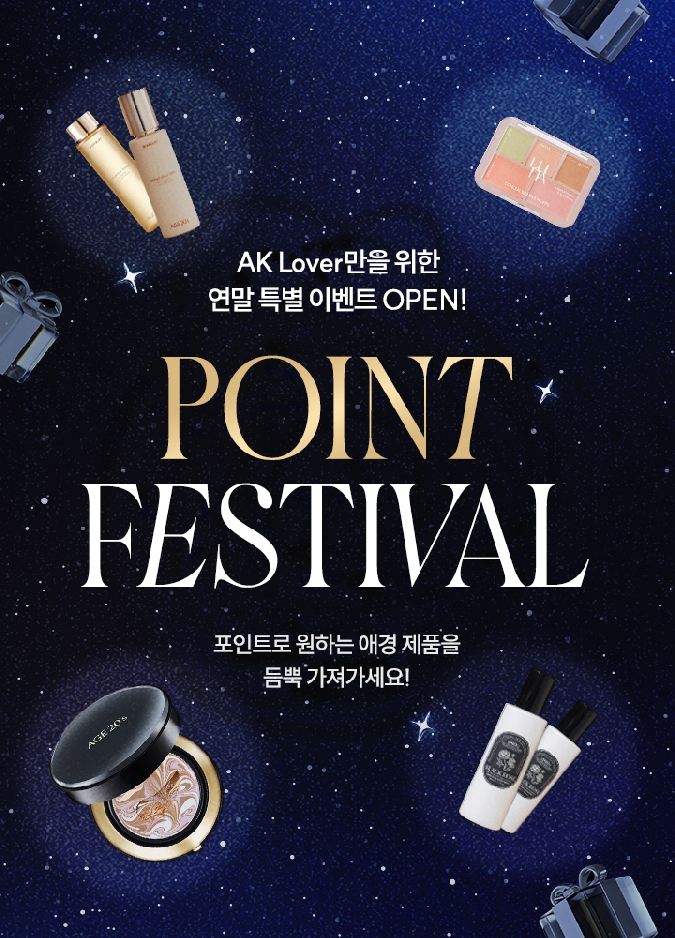 AK Lover만을 위한
연말 특별 이벤트 OPEN!
POINT
FESTIVAL
포인트로 원하는 애경 제품을
듬뿍 가져가세요!
AGE 20's